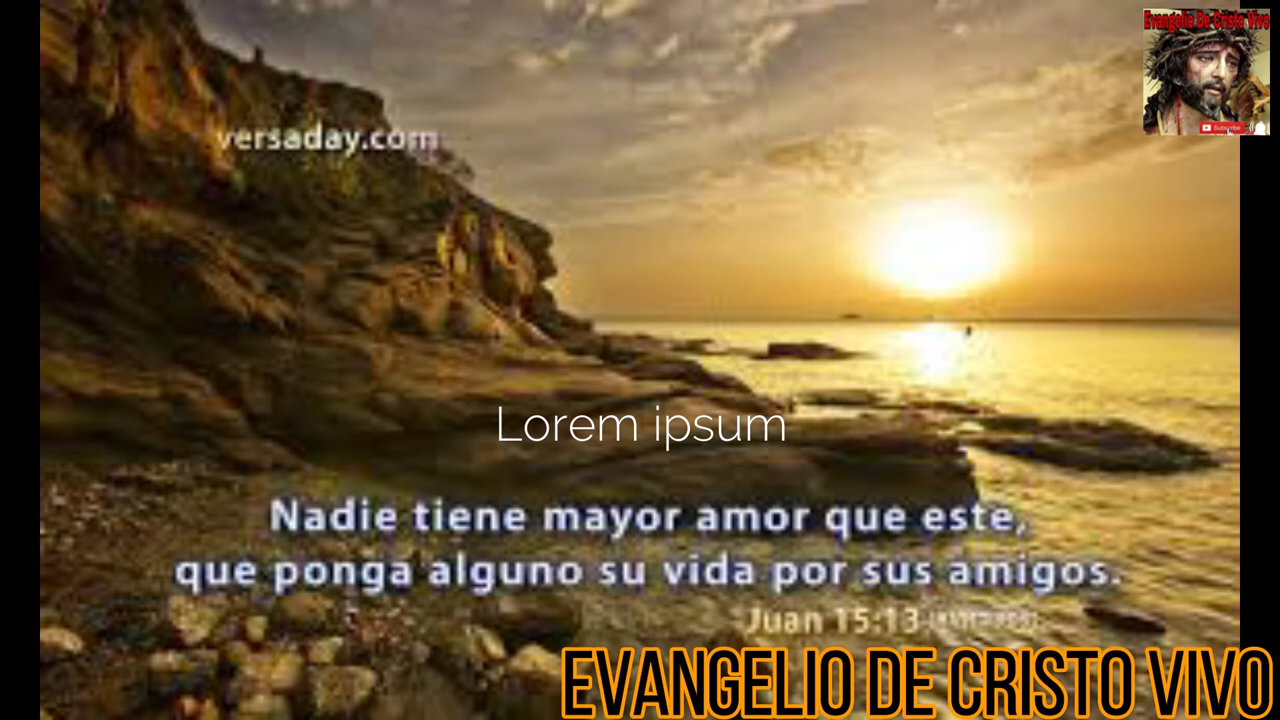 Evangelio De Cristo Vivo
Subscribe
versaday.com
Lorem ipsum
Nadie tiene mayor amor que este,
que ponga alguno su vida por sus amigos.
Juan 15:13
EVANGELIO DE CRISTO VIVO